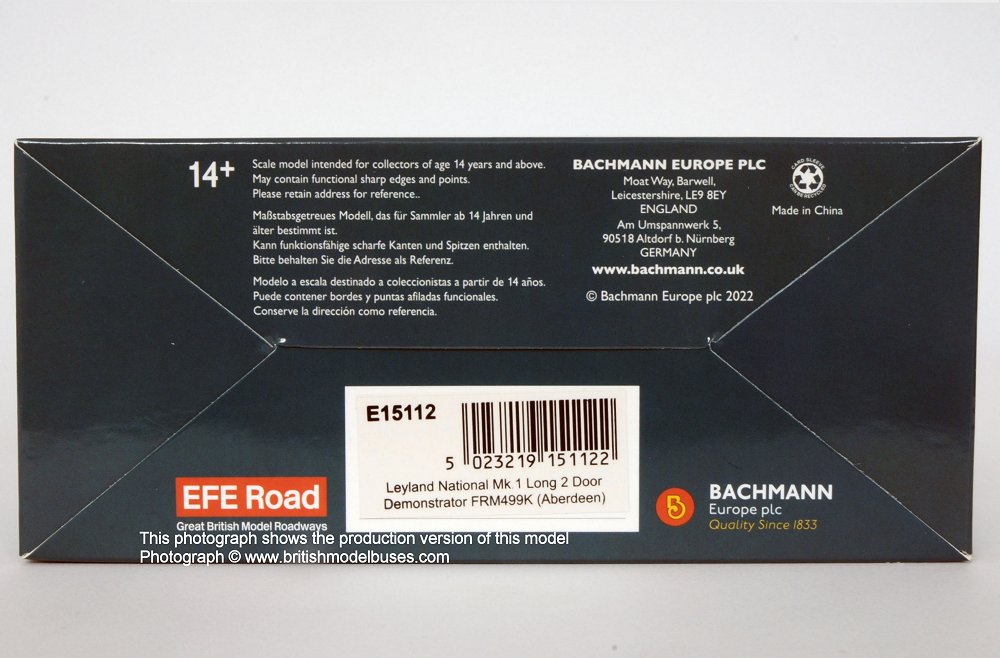 14+
Scale model intended for collectors of age 14 years and above.
May contain functional sharp edges and points.
Please retain address for reference..
Maßstabsgetreues Modell, das für Sammler ab 14 Jahren und
älter bestimmt ist.
Kann funktionsfähige scharfe Kanten und Spitzen enthalten.
Bitte behalten Sie die Adresse als Referenz.
Modelo a escala destinado a coleccionistas a partir de 14 años.
Puede contener bordes y puntas afiladas funcionales.
Conserve la dirección como referencia.
BACHMANN EUROPE PLC
Moat Way, Barwell,
Leicestershire, LE9 8EY
ENGLAND
Am Umspannwerk 5,
90518 Altdorf b. Nürnberg
GERMANY
www.bachmann.co.uk
© Bachmann Europe plc 2022
CARD SLEEVE
CAN BE RECYCLED
Made in China
E15112
5 023219 151122
Leyland National Mk.1 Long 2 Door
Demonstrator FRM499K (Aberdeen)
EFE Road
Great British Model Roadways
BACHMANN
Europe plc
Quality Since 1833
This photograph shows the production version of this model
Photograph © www.britishmodelbuses.com